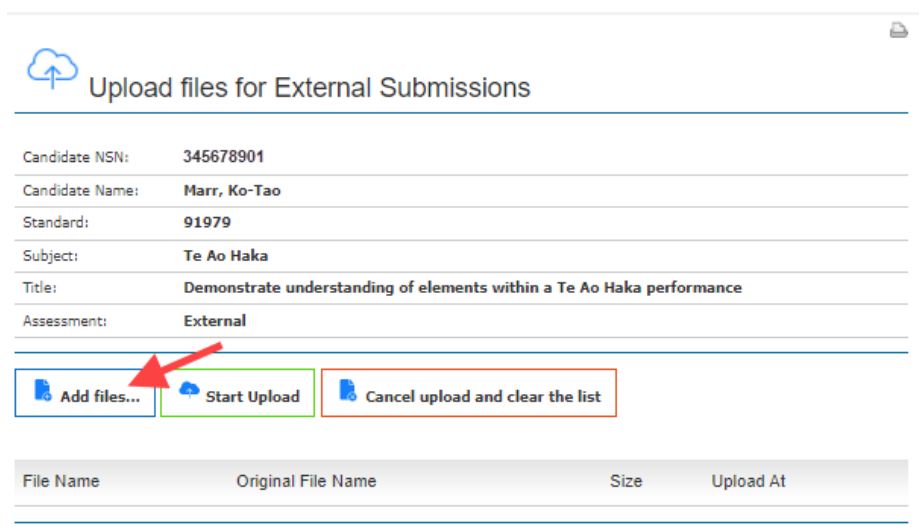 Upload files for External Submissions
Candidate NSN: 345678901
Candidate Name: Marr, Ko-Tao
Standard: 91979
Subject: Te Ao Haka
Title: Demonstrate understanding of elements within a Te Ao Haka performance
Assessment: External
Add files... Start Upload Cancel upload and clear the list
File Name Original File Name Size Upload At